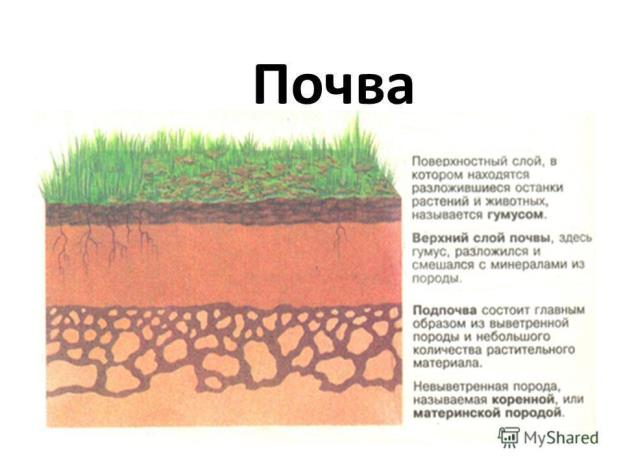 Почва
Поверхностный слой, в
котором находятся
разложившиеся останки
растений и животных,
называется гумусом.
Верхний слой почвы, здесь
гумус, разложился и
смешался с минералами из
породы.
Подпочва состоит главным
образом из выветренной
породы и небольшого
количества растительного
материала.
Невыветренная порода,
называемая коренной, или
материнской породой.
MyShared